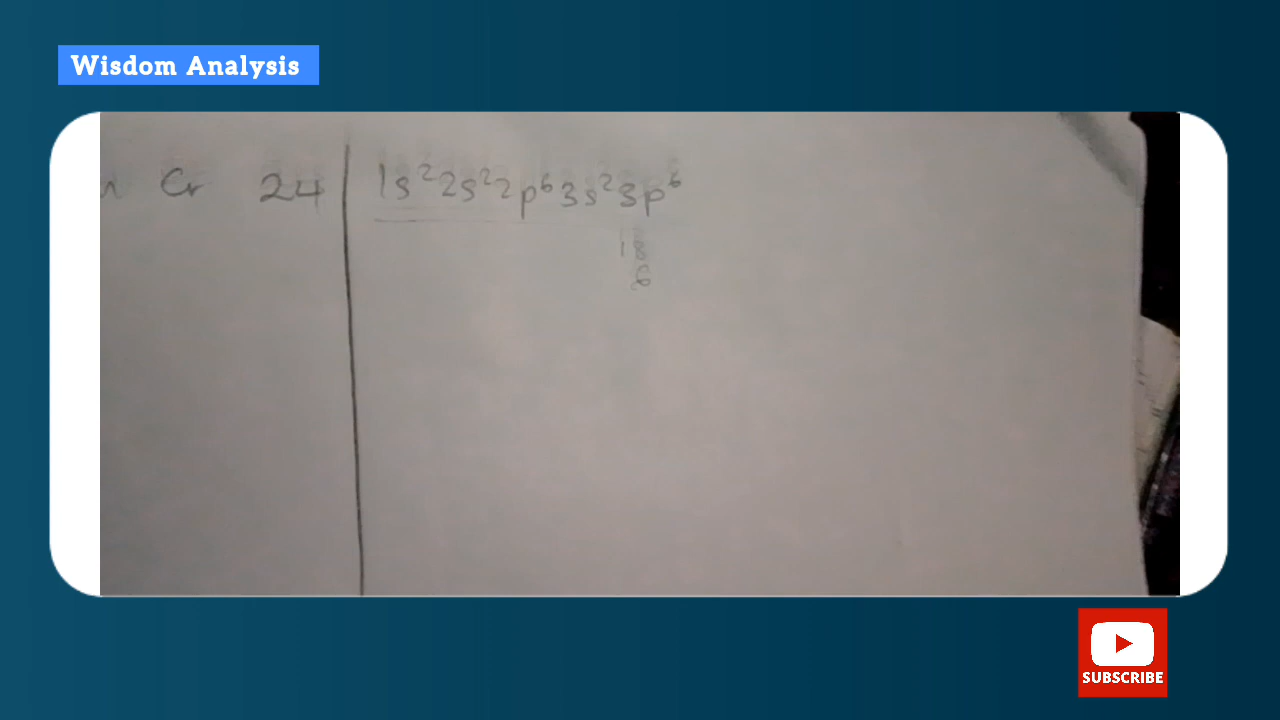 Wisdom Analysis
Cr 24 1s²2s²2p⁶3s²3p⁶
18
6
SUBSCRIBE